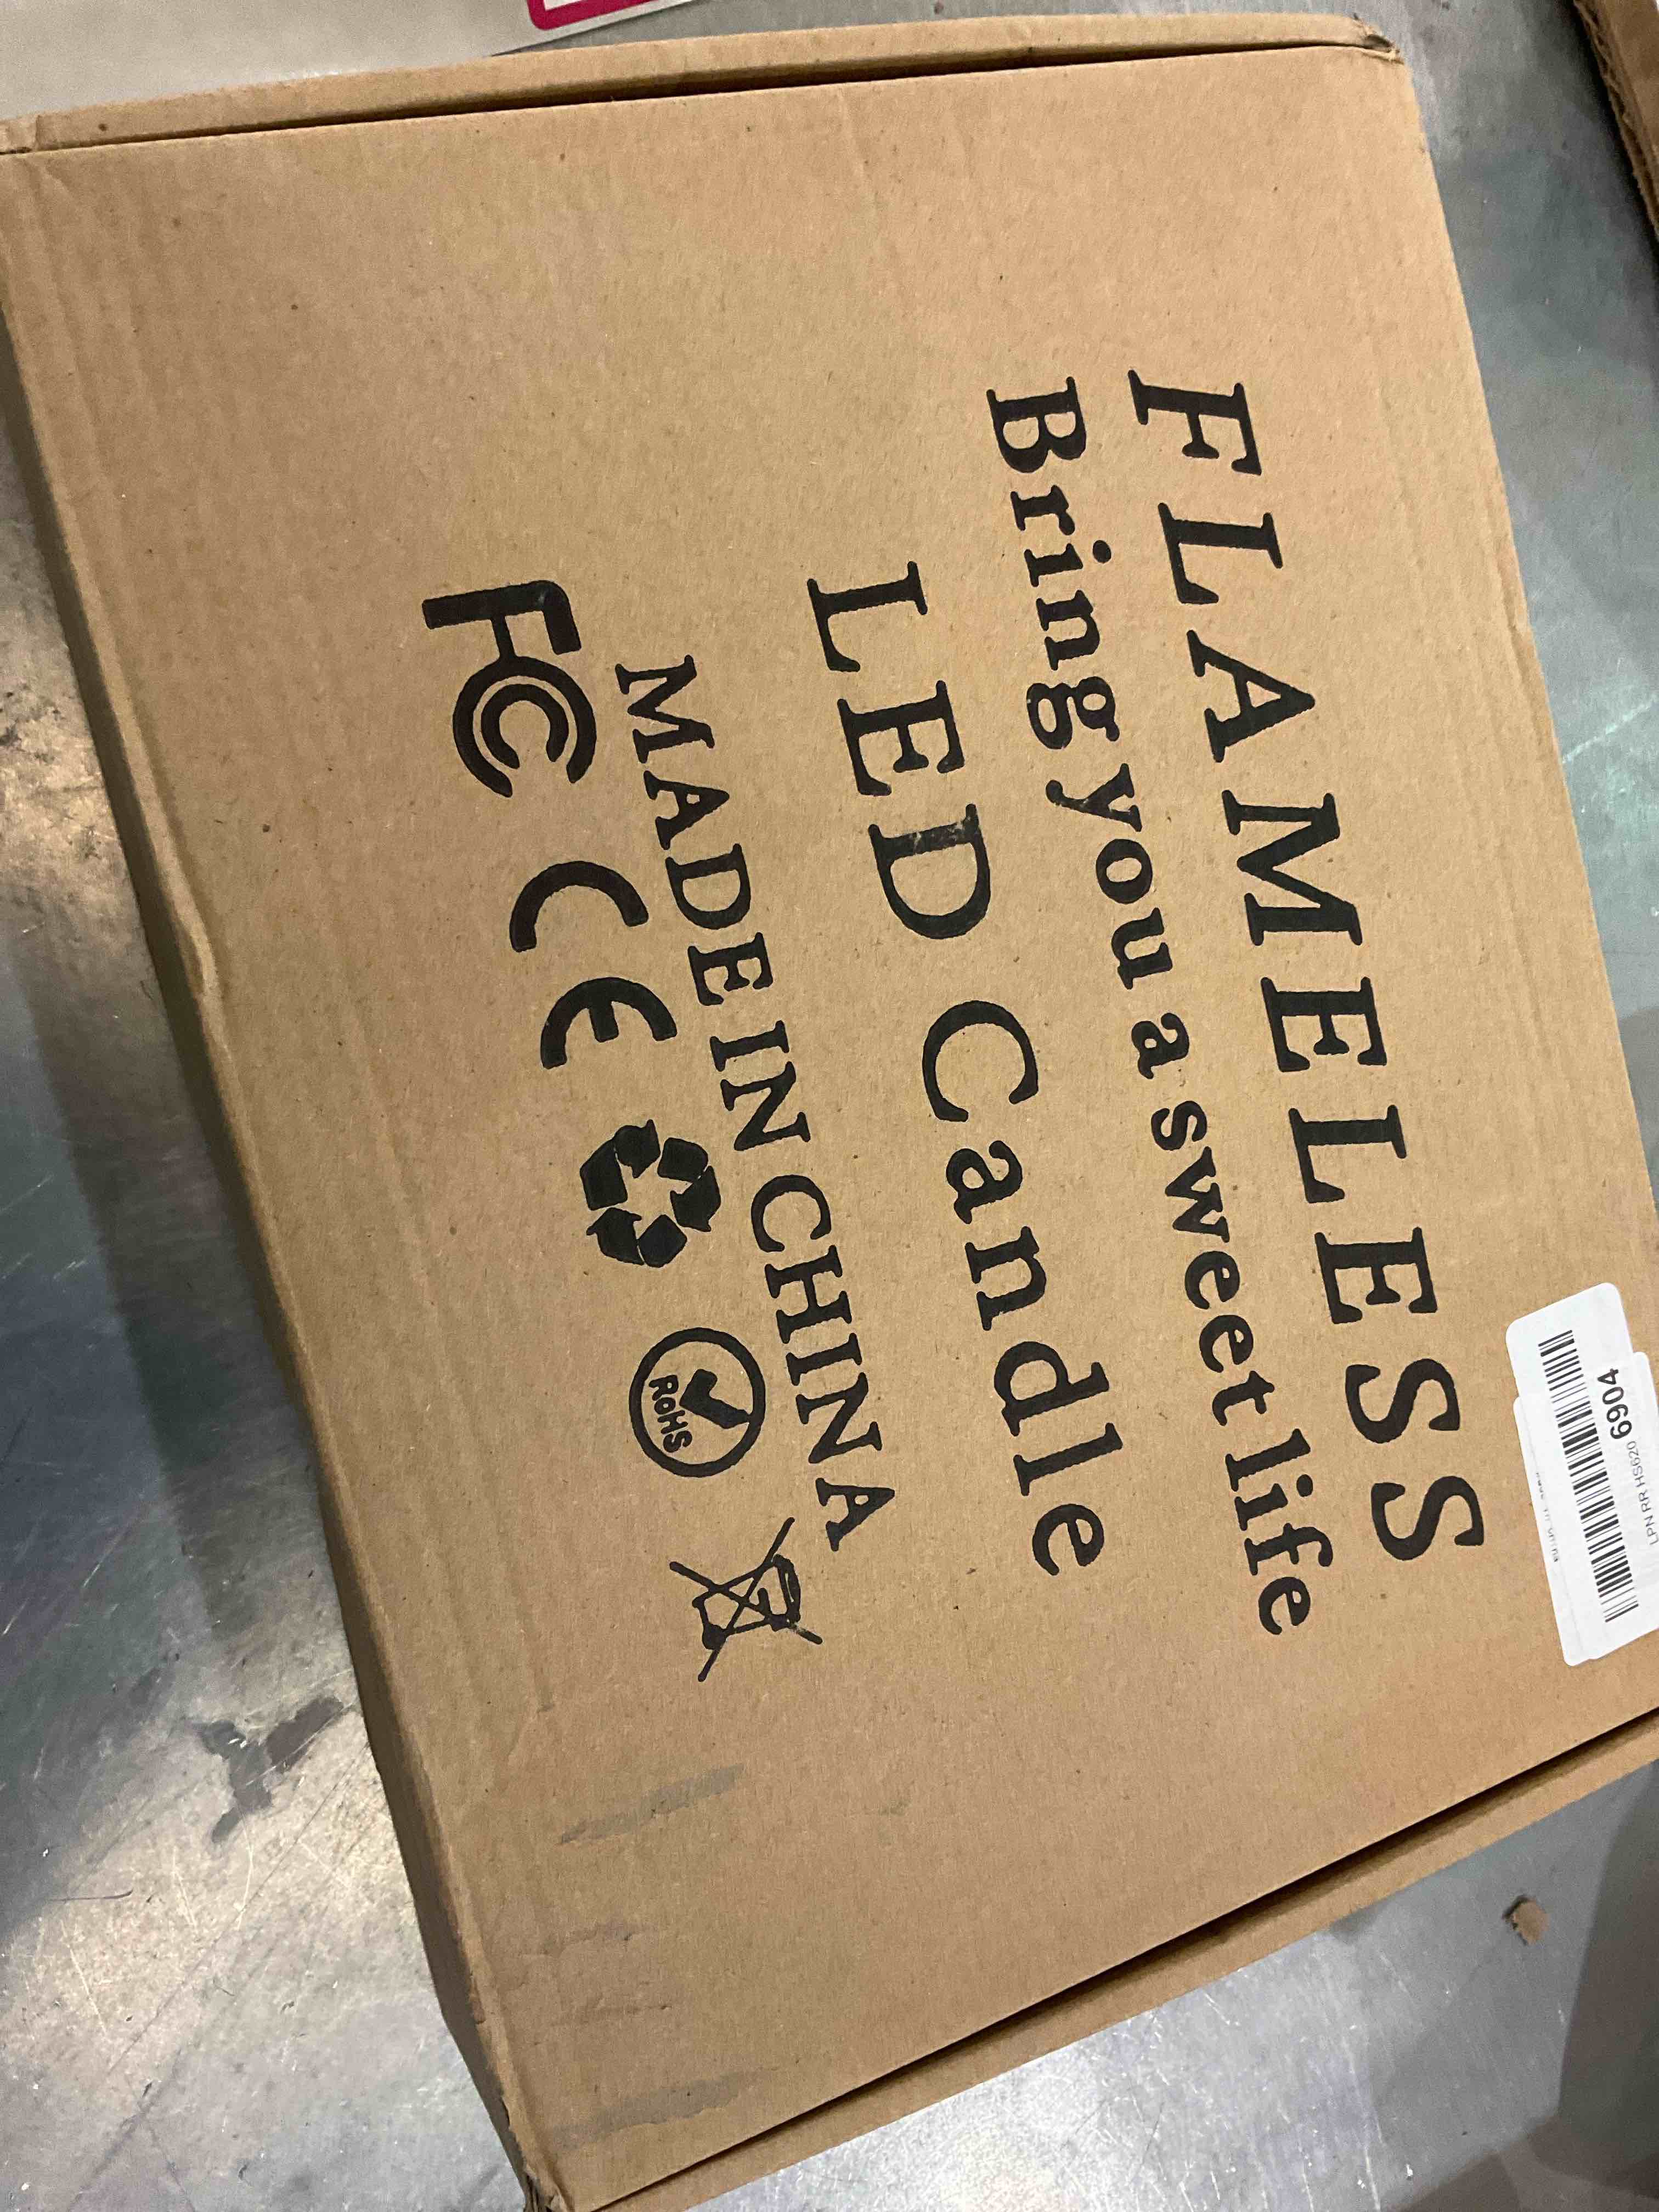 FLAMELESS
Bring you a sweet life
LED Candle
MADE IN CHINA
FC CE RoHS
LPN RR HS620 6904